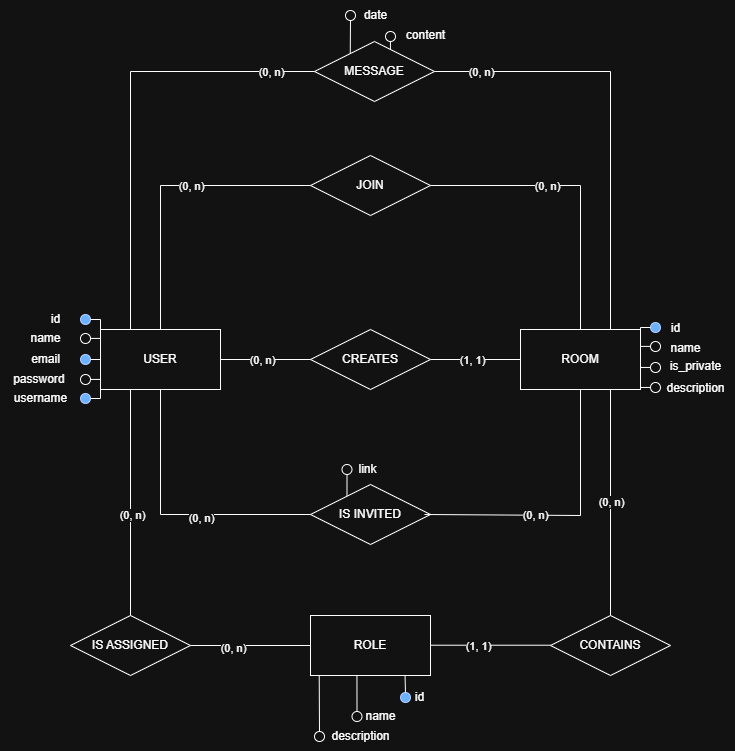 date
content
(0, n)
MESSAGE
(0, n)
(0, n)
JOIN
(0, n)
id
name
email
password
username
USER
(0, n)
CREATES
(1, 1)
ROOM
id
name
is_private
description
link
(0, n)
(0, n)
IS INVITED
(0, n)
(0, n)
IS ASSIGNED
(0, n)
ROLE
(1, 1)
CONTAINS
id
name
description